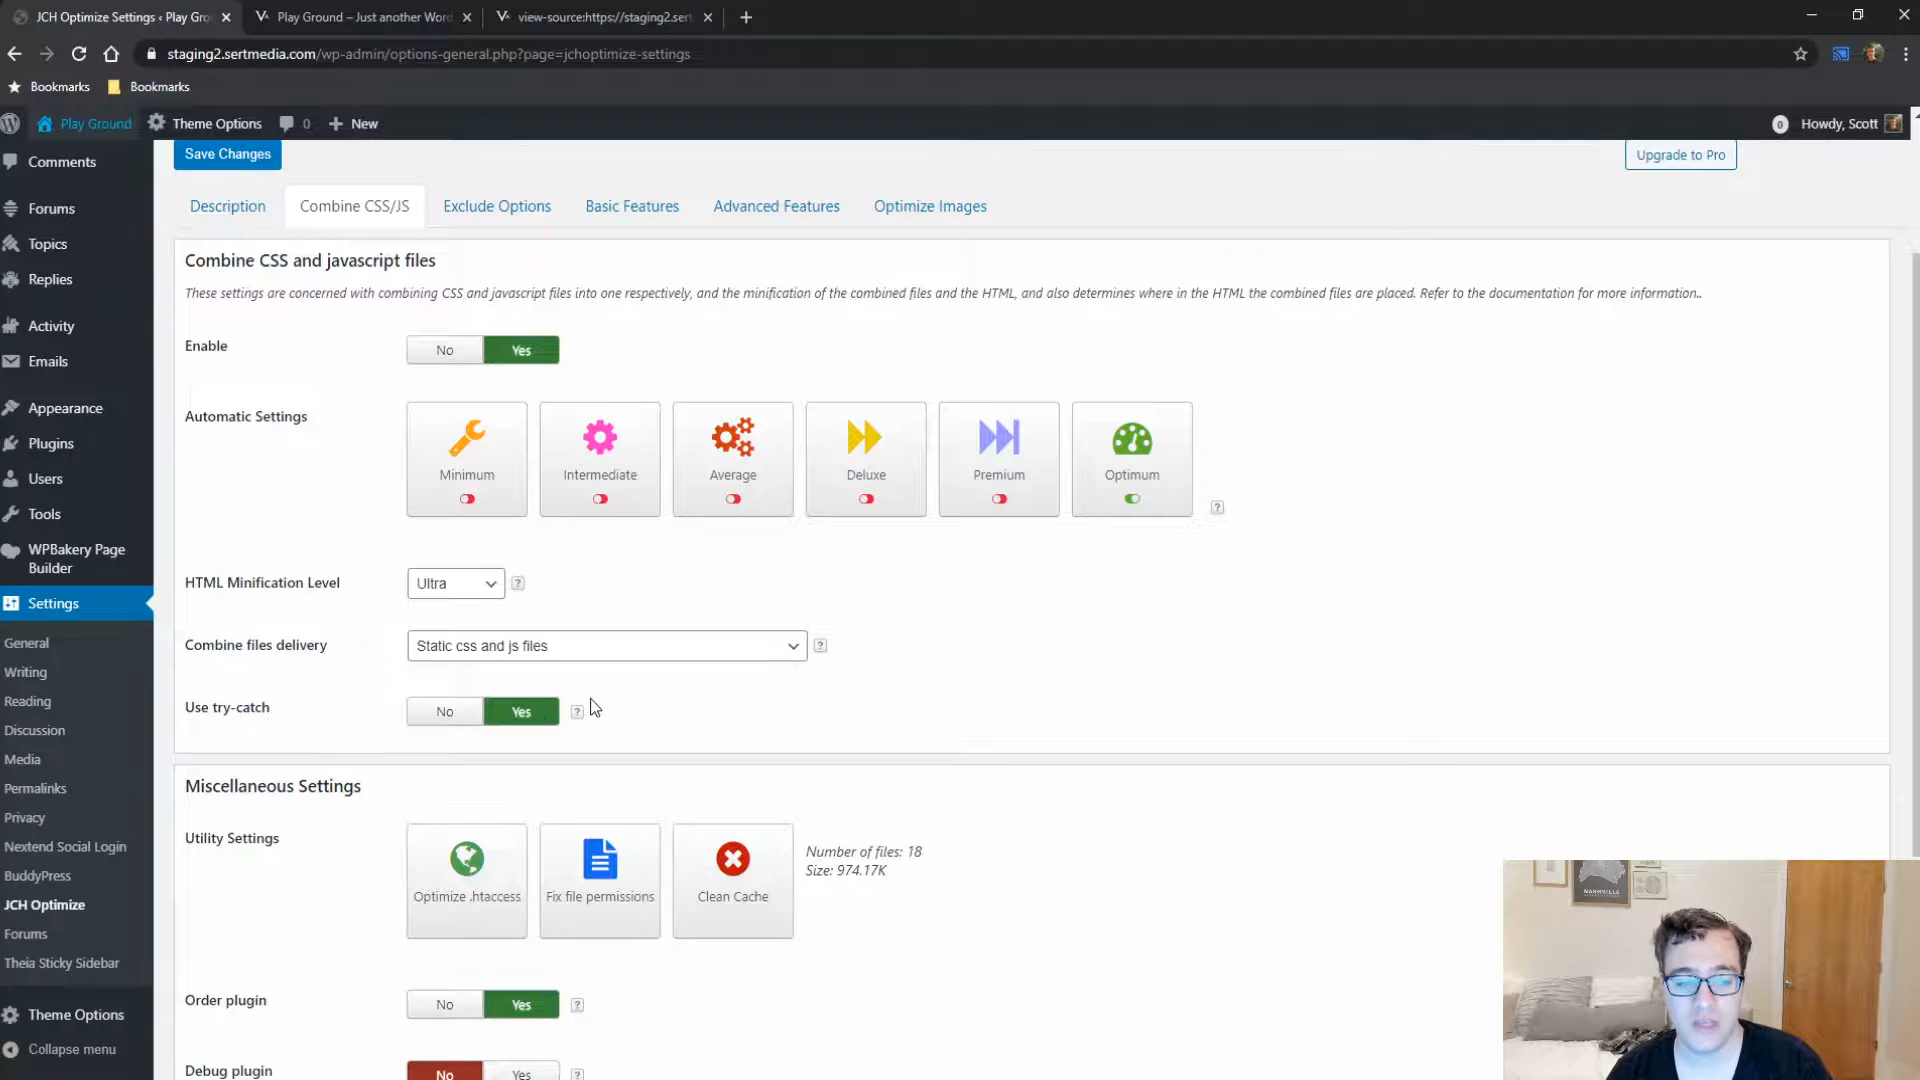 JCH Optimize Settings ‹ Play Gro
Play Ground – Just another Word
view-source:https://staging2.sert
staging2.sertmedia.com/wp-admin/options-general.php?page=jchoptimize-settings
Bookmarks
Bookmarks
Play Ground
Theme Options
0
New
0
Howdy, Scott
Comments
Forums
Topics
Replies
Activity
Emails
Appearance
Plugins
Users
Tools
WPBakery Page
Builder
Settings
General
Writing
Reading
Discussion
Media
Permalinks
Privacy
Nextend Social Login
BuddyPress
JCH Optimize
Forums
Theia Sticky Sidebar
Theme Options
Collapse menu
Save Changes
Upgrade to Pro
Description
Combine CSS/JS
Exclude Options
Basic Features
Advanced Features
Optimize Images
Combine CSS and javascript files
These settings are concerned with combining CSS and javascript files into one respectively, and the minification of the combined files and the HTML, and also determines where in the HTML the combined files are placed. Refer to the documentation for more information..
Enable
No
Yes
Automatic Settings
Minimum
Intermediate
Average
Deluxe
Premium
Optimum
?
HTML Minification Level
Ultra
?
Combine files delivery
Static css and js files
?
Use try-catch
No
Yes
?
Miscellaneous Settings
Utility Settings
Optimize .htaccess
Fix file permissions
Clean Cache
Number of files: 18
Size: 974.17K
Order plugin
No
Yes
?
Debug plugin
No
Yes
?
NASHVILLE